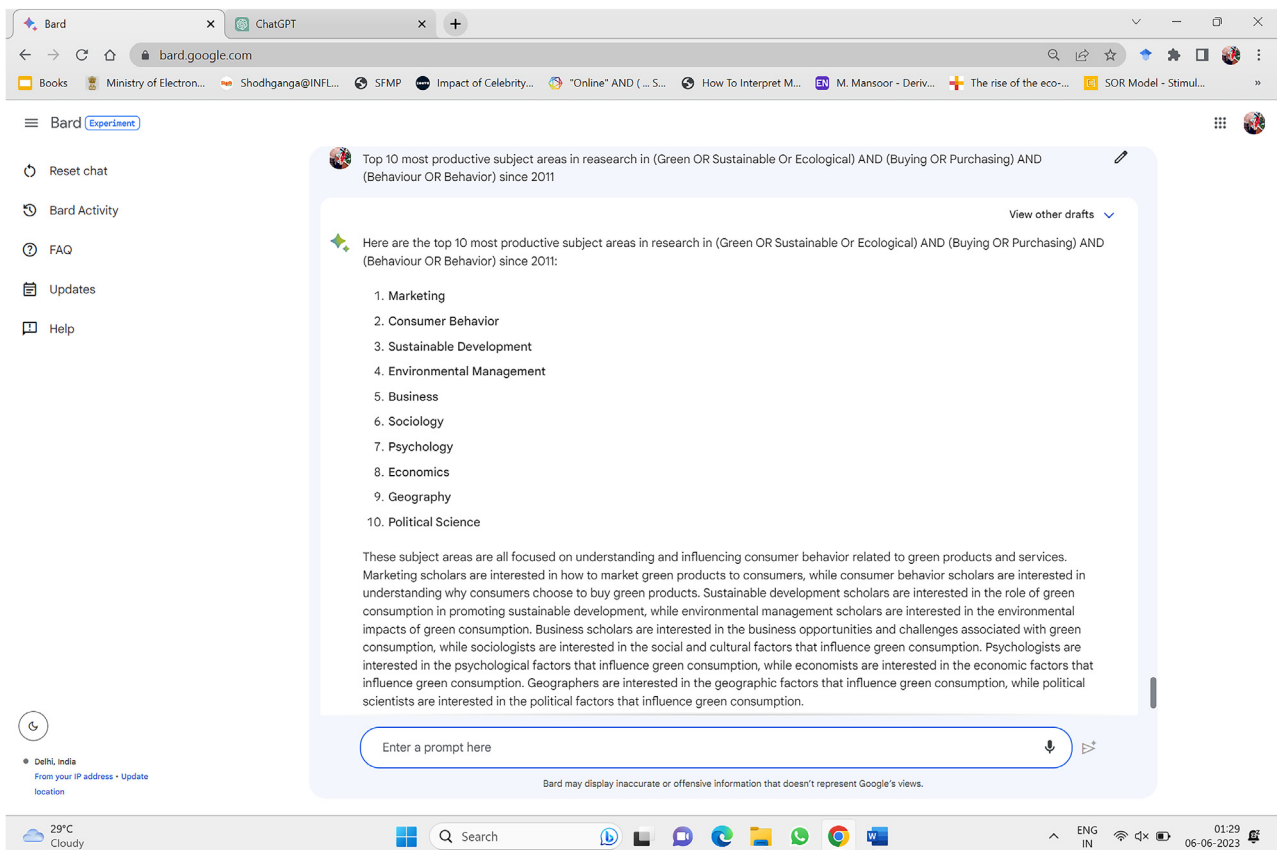 Bard
ChatGPT
bard.google.com
Books
Ministry of Electron...
Shodhganga@INFL...
SFMP
Impact of Celebrity...
"Online" AND ( ... S...
How To Interpret M...
EN M. Mansoor - Deriv...
The rise of the eco-...
SOR Model - Stimul...
»
Bard Experiment
Reset chat
Bard Activity
FAQ
Updates
Help
Top 10 most productive subject areas in reasearch in (Green OR Sustainable Or Ecological) AND (Buying OR Purchasing) AND
(Behaviour OR Behavior) since 2011
View other drafts
Here are the top 10 most productive subject areas in research in (Green OR Sustainable Or Ecological) AND (Buying OR Purchasing) AND
(Behaviour OR Behavior) since 2011:
1. Marketing
2. Consumer Behavior
3. Sustainable Development
4. Environmental Management
5. Business
6. Sociology
7. Psychology
8. Economics
9. Geography
10. Political Science
These subject areas are all focused on understanding and influencing consumer behavior related to green products and services.
Marketing scholars are interested in how to market green products to consumers, while consumer behavior scholars are interested in
understanding why consumers choose to buy green products. Sustainable development scholars are interested in the role of green
consumption in promoting sustainable development, while environmental management scholars are interested in the environmental
impacts of green consumption. Business scholars are interested in the business opportunities and challenges associated with green
consumption, while sociologists are interested in the social and cultural factors that influence green consumption. Psychologists are
interested in the psychological factors that influence green consumption, while economists are interested in the economic factors that
influence green consumption. Geographers are interested in the geographic factors that influence green consumption, while political
scientists are interested in the political factors that influence green consumption.
Enter a prompt here
Bard may display inaccurate or offensive information that doesn't represent Google's views.
Delhi, India
From your IP address • Update
location
29°C
Cloudy
Search
ENG
IN
01:29
06-06-2023